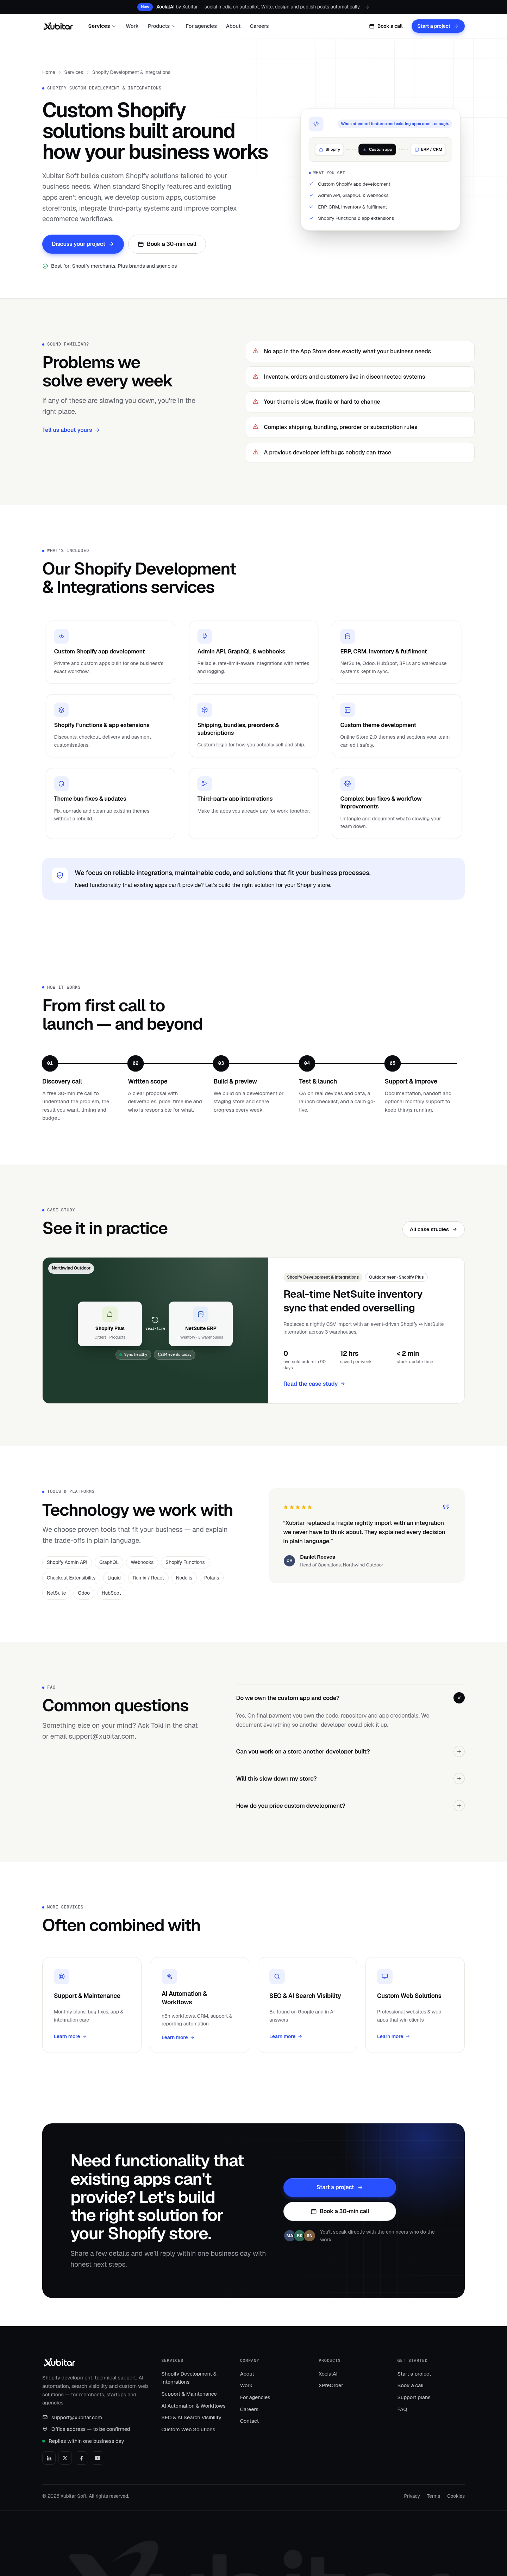 New XocialAI by Xubitar — social media on autopilot. Write, design and publish posts automatically. →
Xubitar Services Work Products For agencies About Careers Book a call Start a project →
Home Services Shopify Development & Integrations
SHOPIFY CUSTOM DEVELOPMENT & INTEGRATIONS
Custom Shopify
solutions built around
how your business works
Xubitar Soft builds custom Shopify solutions tailored to your
business needs. When standard Shopify features and existing
apps aren't enough, we develop custom apps, customise
storefronts, integrate third-party systems and improve complex
ecommerce workflows.
Discuss your project → Book a 30-min call
Best for: Shopify merchants, Plus brands and agencies
When standard features and existing apps aren't enough.
Shopify Custom app ERP / CRM
WHAT YOU GET
Custom Shopify app development
Admin API, GraphQL & webhooks
ERP, CRM, inventory & fulfilment
Shopify Functions & app extensions
SOUND FAMILIAR?
Problems we
solve every week
If any of these are slowing you down, you're in the
right place.
Tell us about yours →
No app in the App Store does exactly what your business needs
Inventory, orders and customers live in disconnected systems
Your theme is slow, fragile or hard to change
Complex shipping, bundling, preorder or subscription rules
A previous developer left bugs nobody can trace
WHAT'S INCLUDED
Our Shopify Development
& Integrations services
Custom Shopify app development
Private and custom apps built for one business's
exact workflow.
Admin API, GraphQL & webhooks
Reliable, rate-limit-aware integrations with retries
and logging.
ERP, CRM, inventory & fulfilment
NetSuite, Odoo, HubSpot, 3PLs and warehouse
systems kept in sync.
Shopify Functions & app extensions
Discounts, checkout, delivery and payment
customisations.
Shipping, bundles, preorders &
subscriptions
Custom logic for how you actually sell and ship.
Custom theme development
Online Store 2.0 themes and sections your team
can edit safely.
Theme bug fixes & updates
Fix, upgrade and clean up existing themes
without a rebuild.
Third-party app integrations
Make the apps you already pay for work together.
Complex bug fixes & workflow
improvements
Untangle and document what's slowing your
team down.
We focus on reliable integrations, maintainable code, and solutions that fit your business processes.
Need functionality that existing apps can't provide? Let's build the right solution for your Shopify store.
HOW IT WORKS
From first call to
launch — and beyond
01 02 03 04 05
Discovery call
A free 30-minute call to
understand the problem, the
result you want, timing and
budget.
Written scope
A clear proposal with
deliverables, price, timeline and
who is responsible for what.
Build & preview
We build on a development or
staging store and share
progress every week.
Test & launch
QA on real devices and data, a
launch checklist, and a calm go-
live.
Support & improve
Documentation, handoff and
optional monthly support to
keep things running.
CASE STUDY
See it in practice
All case studies →
Northwind Outdoor
Shopify Plus
Orders · Products
real-time
NetSuite ERP
Inventory · 3 warehouses
Sync healthy 1,284 events today
Shopify Development & Integrations Outdoor gear · Shopify Plus
Real-time NetSuite inventory
sync that ended overselling
Replaced a nightly CSV import with an event-driven Shopify ↔ NetSuite
integration across 3 warehouses.
0
oversold orders in 90
days
12 hrs
saved per week
< 2 min
stock update time
Read the case study →
TOOLS & PLATFORMS
Technology we work with
We choose proven tools that fit your business — and explain
the trade-offs in plain language.
Shopify Admin API GraphQL Webhooks Shopify Functions
Checkout Extensibility Liquid Remix / React Node.js Polaris
NetSuite Odoo HubSpot
★★★★★
"Xubitar replaced a fragile nightly import with an integration
we never have to think about. They explained every decision
in plain language."
DR
Daniel Reeves
Head of Operations, Northwind Outdoor
FAQ
Common questions
Something else on your mind? Ask Toki in the chat
or email support@xubitar.com.
Do we own the custom app and code?
Yes. On final payment you own the code, repository and app credentials. We
document everything so another developer could pick it up.
Can you work on a store another developer built?
Will this slow down my store?
How do you price custom development?
MORE SERVICES
Often combined with
Support & Maintenance
Monthly plans, bug fixes, app &
integration care
Learn more →
AI Automation &
Workflows
n8n workflows, CRM, support &
reporting automation
Learn more →
SEO & AI Search Visibility
Be found on Google and in AI
answers
Learn more →
Custom Web Solutions
Professional websites & web
apps that win clients
Learn more →
Need functionality that
existing apps can't
provide? Let's build
the right solution for
your Shopify store.
Share a few details and we'll reply within one business day with
honest next steps.
Start a project →
Book a 30-min call
MA RK SN
You'll speak directly with the engineers who do the
work.
Xubitar
Shopify development, technical support, AI
automation, search visibility and custom web
solutions — for merchants, startups and
agencies.
support@xubitar.com
Office address — to be confirmed
Replies within one business day
SERVICES
Shopify Development &
Integrations
Support & Maintenance
AI Automation & Workflows
SEO & AI Search Visibility
Custom Web Solutions
COMPANY
About
Work
For agencies
Careers
Contact
PRODUCTS
XocialAI
XPreOrder
GET STARTED
Start a project
Book a call
Support plans
FAQ
© 2026 Xubitar Soft. All rights reserved.
Privacy Terms Cookies
Xubitar